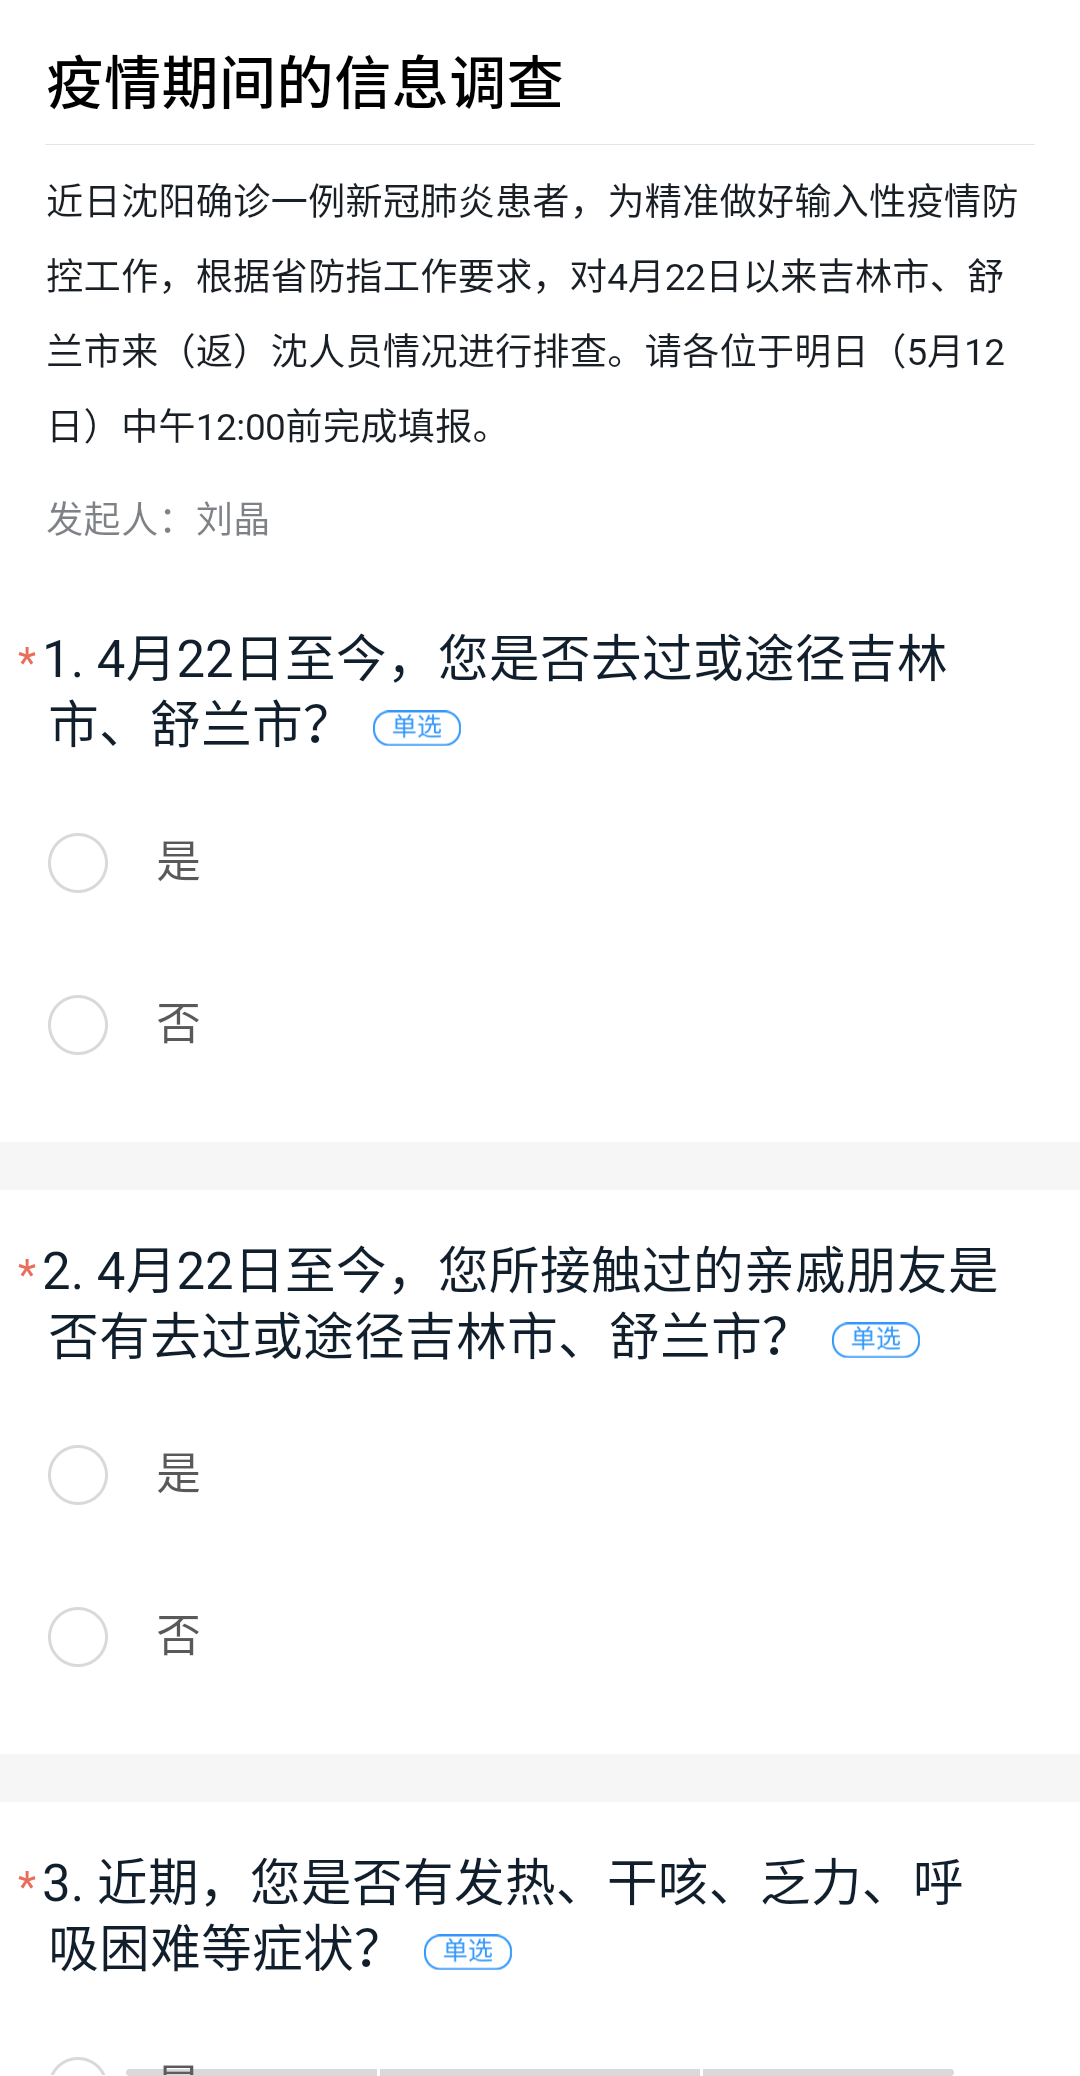 疫情期间的信息调查
近日沈阳确诊一例新冠肺炎患者，为精准做好输入性疫情防
控工作，根据省防指工作要求，对4月22日以来吉林市、舒
兰市来（返）沈人员情况进行排查。请各位于明日（5月12
日）中午12:00前完成填报。
发起人：刘晶
*1. 4月22日至今，您是否去过或途径吉林
市、舒兰市？ 单选
是
否
*2. 4月22日至今，您所接触过的亲戚朋友是
否有去过或途径吉林市、舒兰市？ 单选
是
否
*3. 近期，您是否有发热、干咳、乏力、呼
吸困难等症状？ 单选